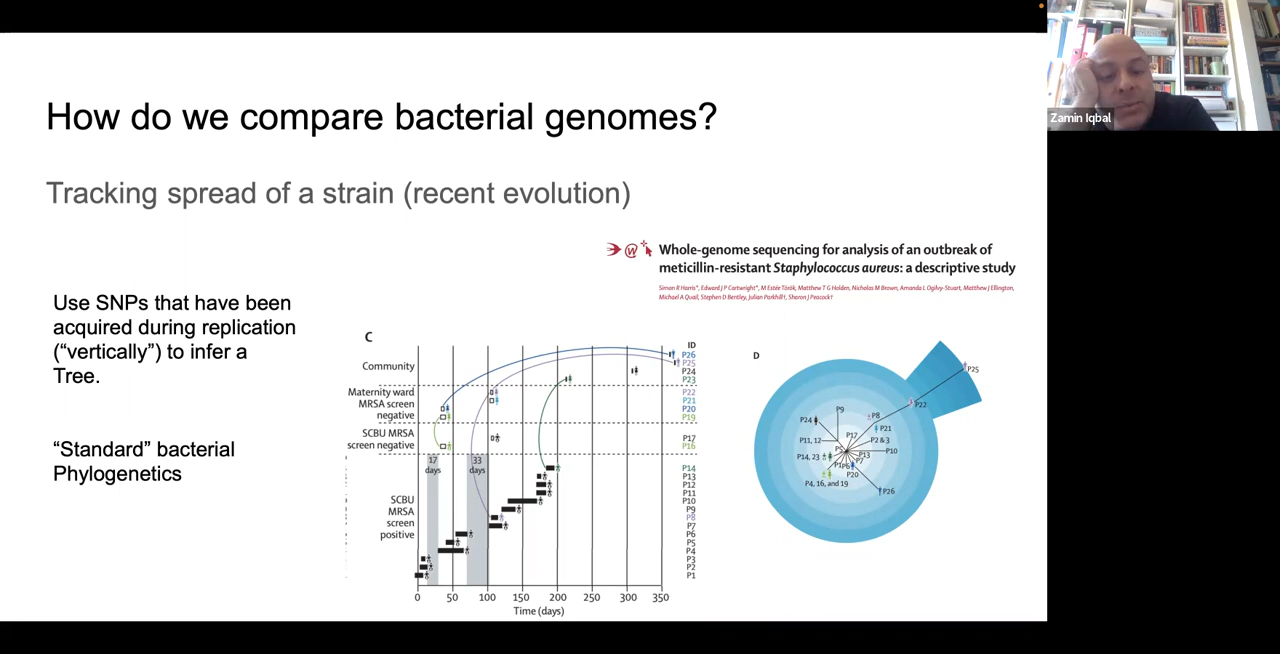 Zamin Iqbal
How do we compare bacterial genomes?
Tracking spread of a strain (recent evolution)
Whole-genome sequencing for analysis of an outbreak of
meticillin-resistant Staphylococcus aureus: a descriptive study
Simon R Harris*, Edward J P Cartwright*, M Estée Török, Matthew T G Holden, Nicholas M Brown, Amanda L Ogilvy-Stuart, Matthew J Ellington,
Michael A Quail, Stephen D Bentley, Julian Parkhill†, Sharon J Peacock†
Use SNPs that have been
acquired during replication
(“vertically”) to infer a
Tree.
“Standard” bacterial
Phylogenetics
C
ID
Community
P26
P25
P24
P23
Maternity ward
MRSA screen
negative
P22
P21
P20
P19
SCBU MRSA
screen negative
P17
P16
17
days
33
days
SCBU
MRSA
screen
positive
P14
P13
P12
P11
P10
P9
P8
P7
P6
P5
P4
P3
P2
P1
0
50
100
150
200
250
300
350
Time (days)
D
P25
P22
P9
P8
P24
P21
P17
P11, 12
P2 & 3
P10
P13
P14, 23
P7
P20
P4, 16, and 19
P26